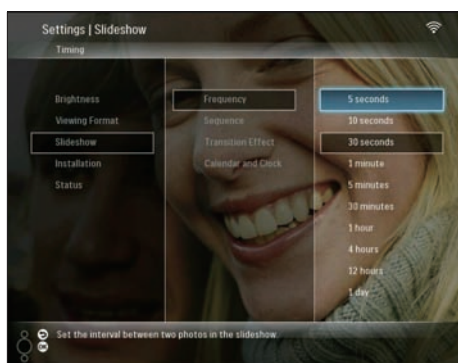 Settings | Slideshow
Timing
Brightness
Viewing Format
Slideshow
Installation
Status
Frequency
Sequence
Transition Effect
Calendar and Clock
5 seconds
10 seconds
30 seconds
1 minute
5 minutes
30 minutes
1 hour
4 hours
12 hours
1 day
Set the interval between two photos in the slideshow.
OK